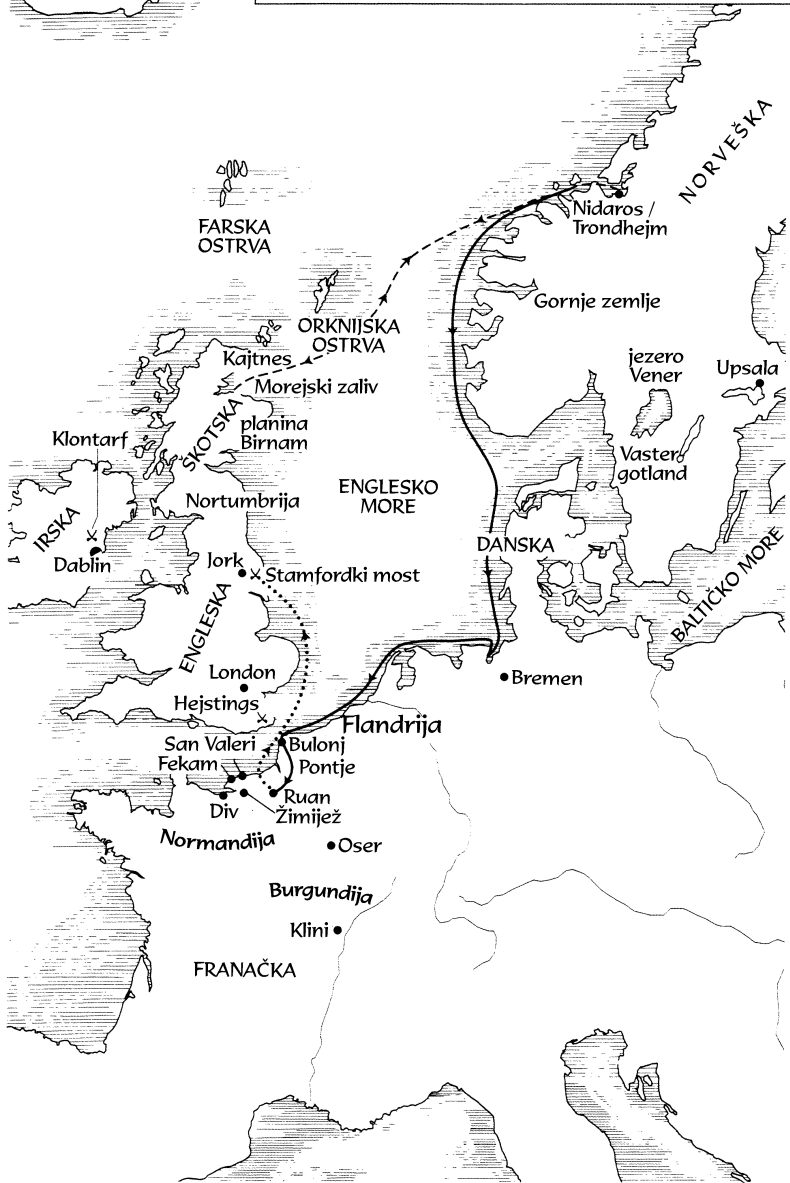 NORVEŠKA
Nidaros /
Trondhejm
FARSKA
OSTRVA
Gornje zemlje
ORKNIJSKA
OSTRVA
Kajtnes
Morejski zaliv
jezero
Vener
Upsala
ŠKOTSKA
planina
Birnam
Klontarf
Vaster-
gotland
ENGLESKO
MORE
Nortumbrija
IRSKA
Dablin
DANSKA
Jork
Stamfordki most
BALTIČKO MORE
ENGLESKA
London
Bremen
Hejstings
Flandrija
San Valeri
Bulonj
Fekam
Pontje
Ruan
Div
Žimijež
Normandija
Oser
Burgundija
Klini
FRANAČKA